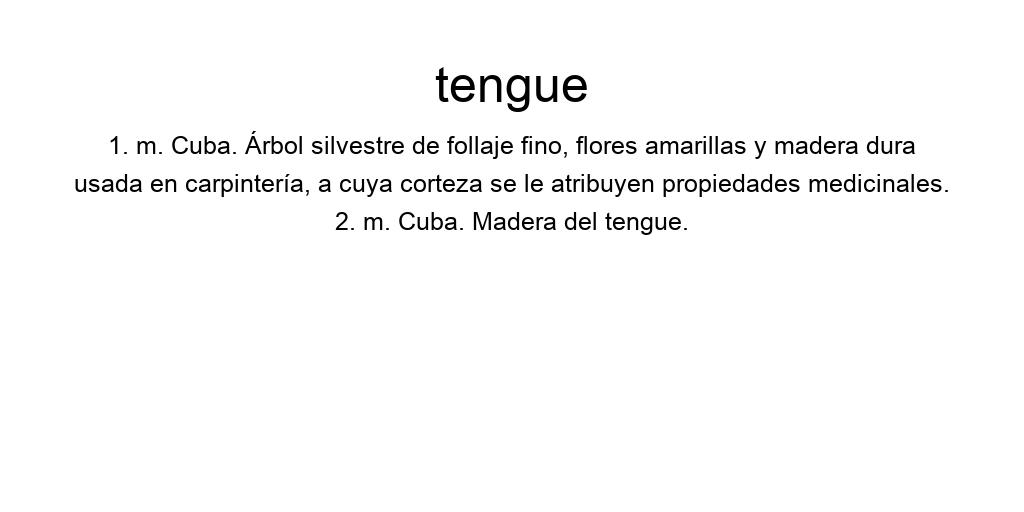 tengue
1. m. Cuba. Árbol silvestre de follaje fino, flores amarillas y madera dura
usada en carpintería, a cuya corteza se le atribuyen propiedades medicinales.
2. m. Cuba. Madera del tengue.